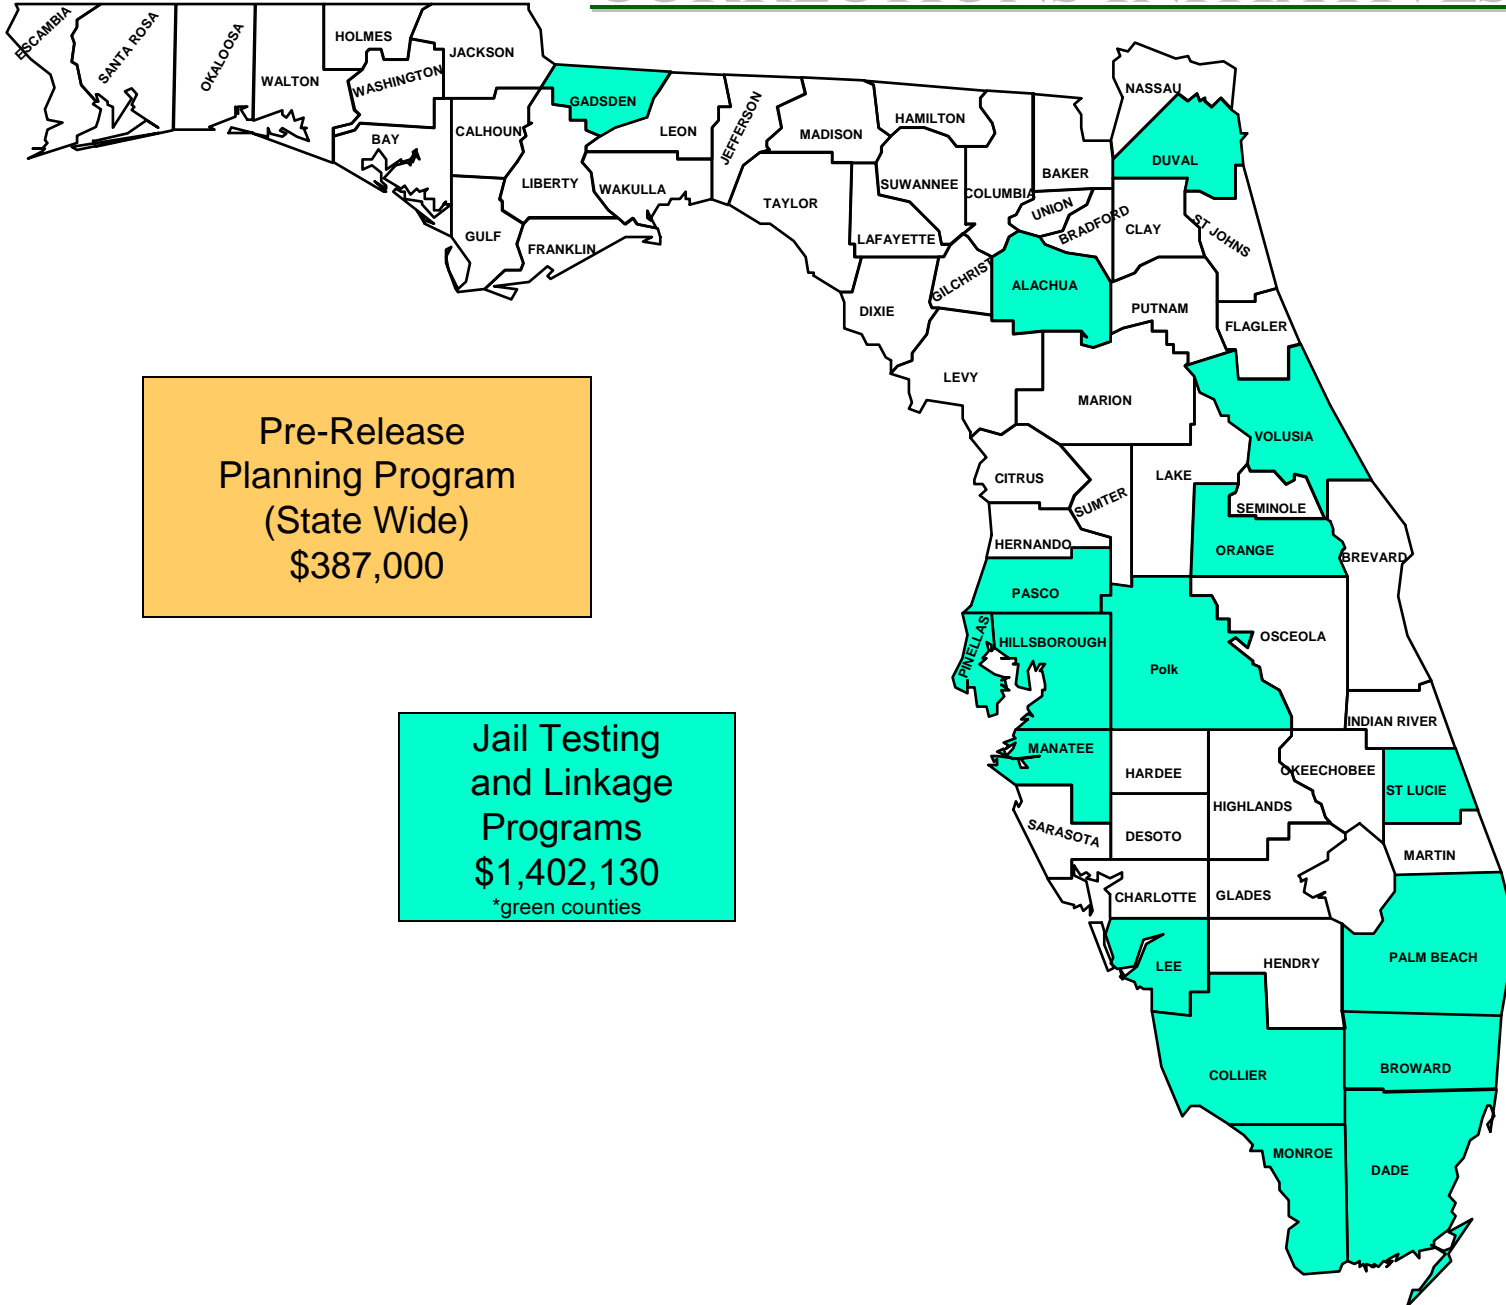 CORRECTIONS INITIATIVES
ESCAMBIA
SANTA ROSA
OKALOOSA
WALTON
HOLMES
WASHINGTON
JACKSON
BAY
CALHOUN
GULF
GADSDEN
LIBERTY
FRANKLIN
LEON
WAKULLA
JEFFERSON
MADISON
TAYLOR
HAMILTON
SUWANNEE
LAFAYETTE
DIXIE
COLUMBIA
GILCHRIST
BAKER
UNION
BRADFORD
NASSAU
DUVAL
CLAY
ST JOHNS
ALACHUA
PUTNAM
FLAGLER
LEVY
MARION
VOLUSIA
CITRUS
SUMTER
LAKE
SEMINOLE
HERNANDO
ORANGE
BREVARD
PASCO
PINELLAS
HILLSBOROUGH
Polk
OSCEOLA
INDIAN RIVER
MANATEE
HARDEE
OKEECHOBEE
ST LUCIE
HIGHLANDS
SARASOTA
DESOTO
MARTIN
CHARLOTTE
GLADES
LEE
HENDRY
PALM BEACH
COLLIER
BROWARD
MONROE
DADE
Pre-Release
Planning Program
(State Wide)
$387,000
Jail Testing
and Linkage
Programs
$1,402,130
*green counties